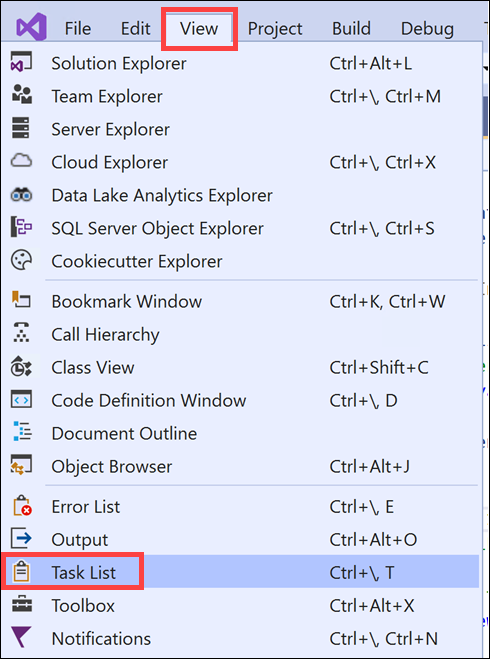 File Edit View Project Build Debug
Solution Explorer Ctrl+Alt+L
Team Explorer Ctrl+\, Ctrl+M
Server Explorer
Cloud Explorer Ctrl+\, Ctrl+X
Data Lake Analytics Explorer
SQL Server Object Explorer Ctrl+\, Ctrl+S
Cookiecutter Explorer
Bookmark Window Ctrl+K, Ctrl+W
Call Hierarchy
Class View Ctrl+Shift+C
Code Definition Window Ctrl+\, D
Document Outline
Object Browser Ctrl+Alt+J
Error List Ctrl+\, E
Output Ctrl+Alt+O
Task List Ctrl+\, T
Toolbox Ctrl+Alt+X
Notifications Ctrl+\, Ctrl+N